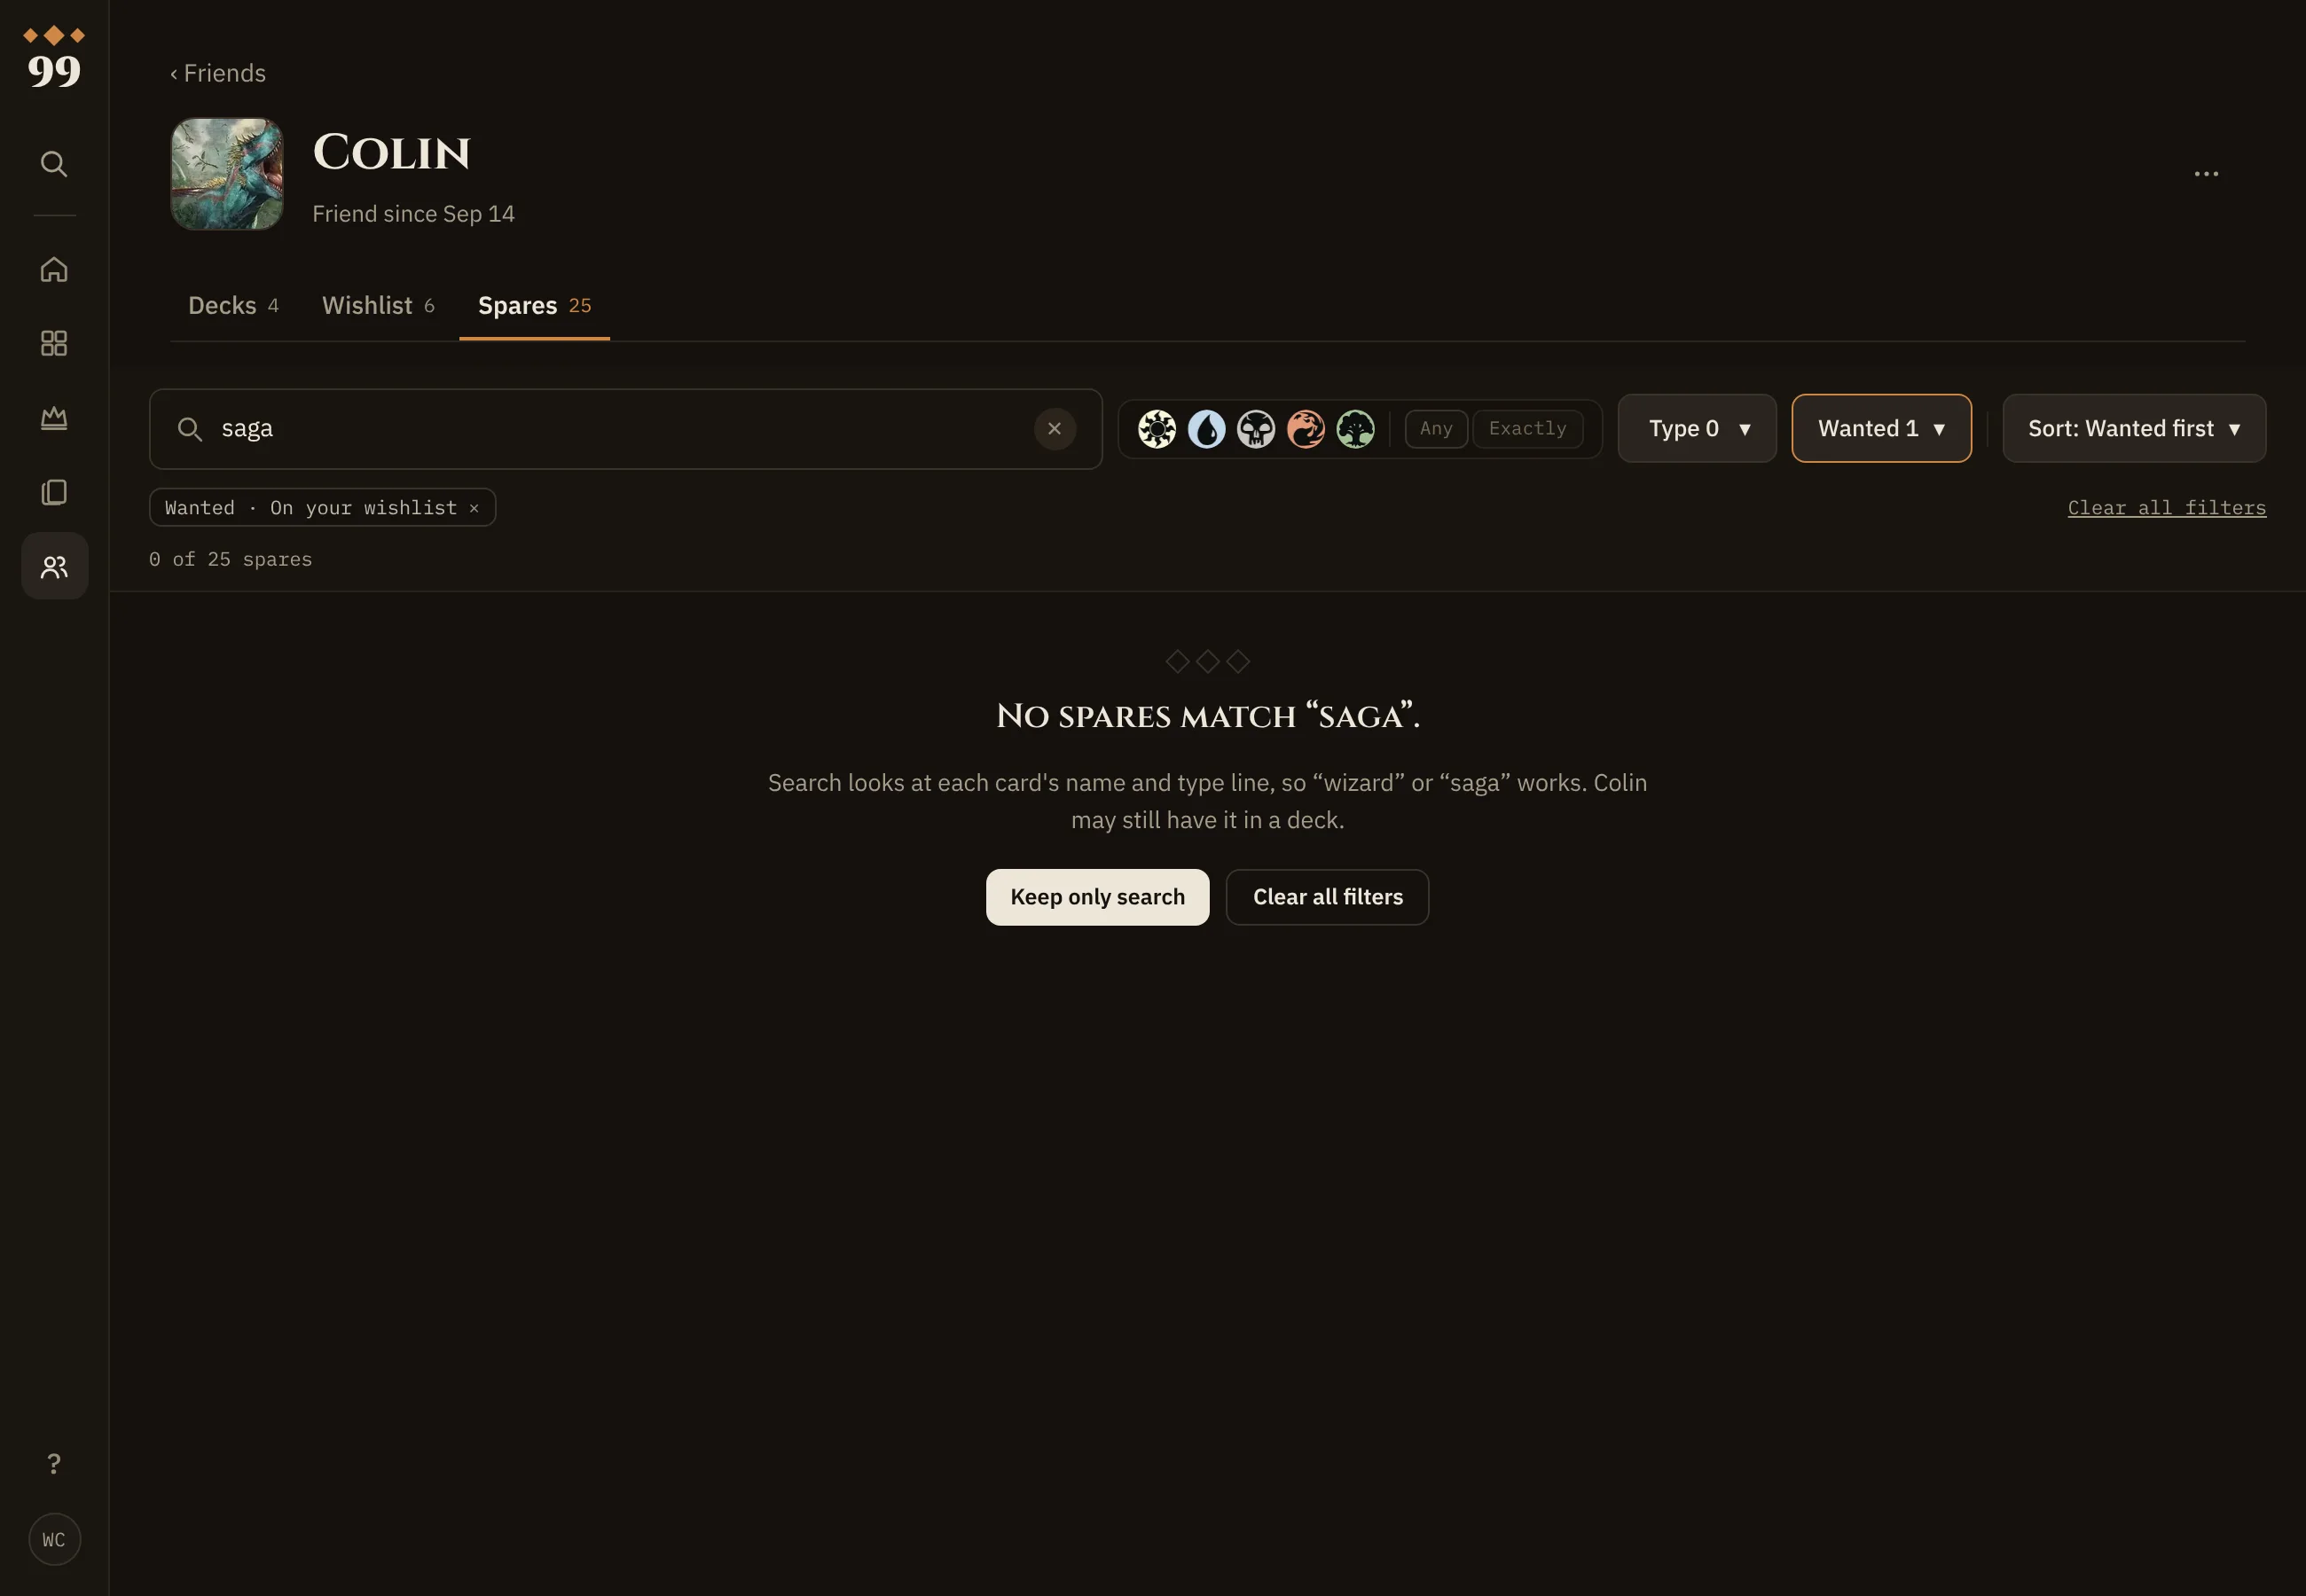 99
‹ Friends
Colin
Friend since Sep 14
Decks 4 Wishlist 6 Spares 25
saga × Any Exactly Type 0 ▼ Wanted 1 ▼ Sort: Wanted first ▼
Wanted · On your wishlist × Clear all filters
0 of 25 spares
No spares match “saga”.
Search looks at each card's name and type line, so “wizard” or “saga” works. Colin
may still have it in a deck.
Keep only search Clear all filters
?
WC